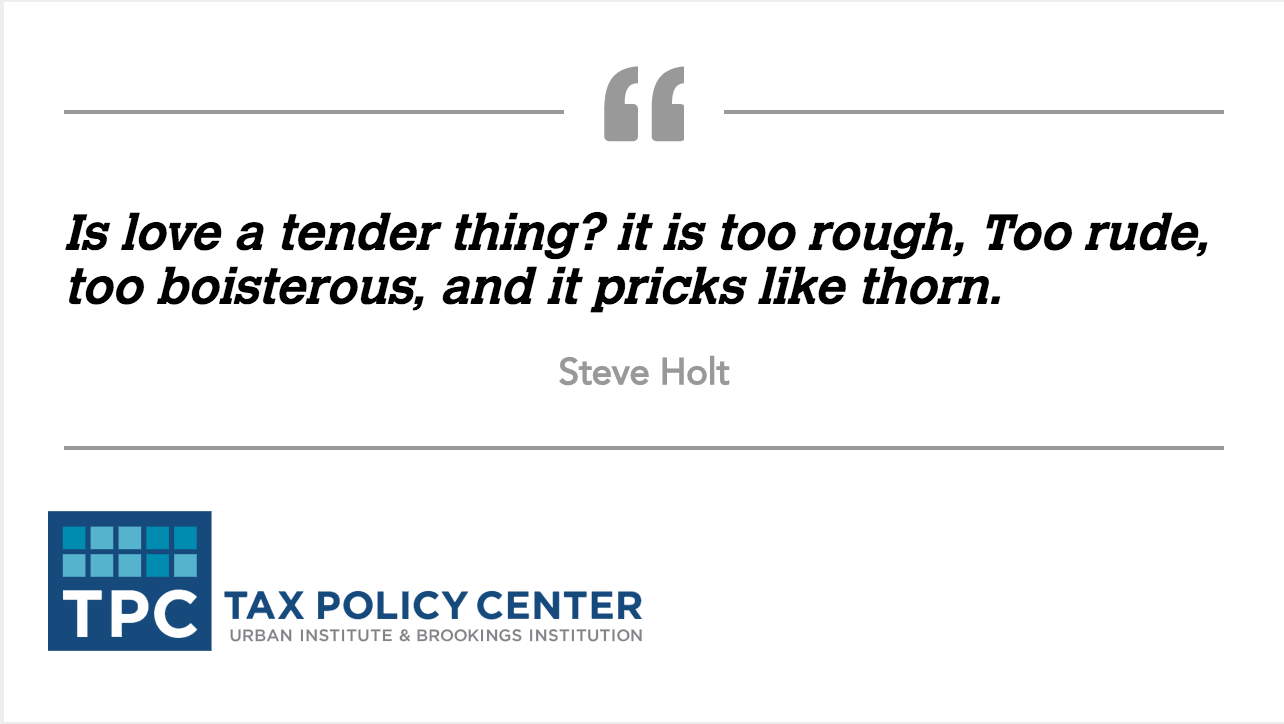 “
Is love a tender thing? it is too rough, Too rude,
too boisterous, and it pricks like thorn.
Steve Holt
TPC
TAX POLICY CENTER
URBAN INSTITUTE & BROOKINGS INSTITUTION